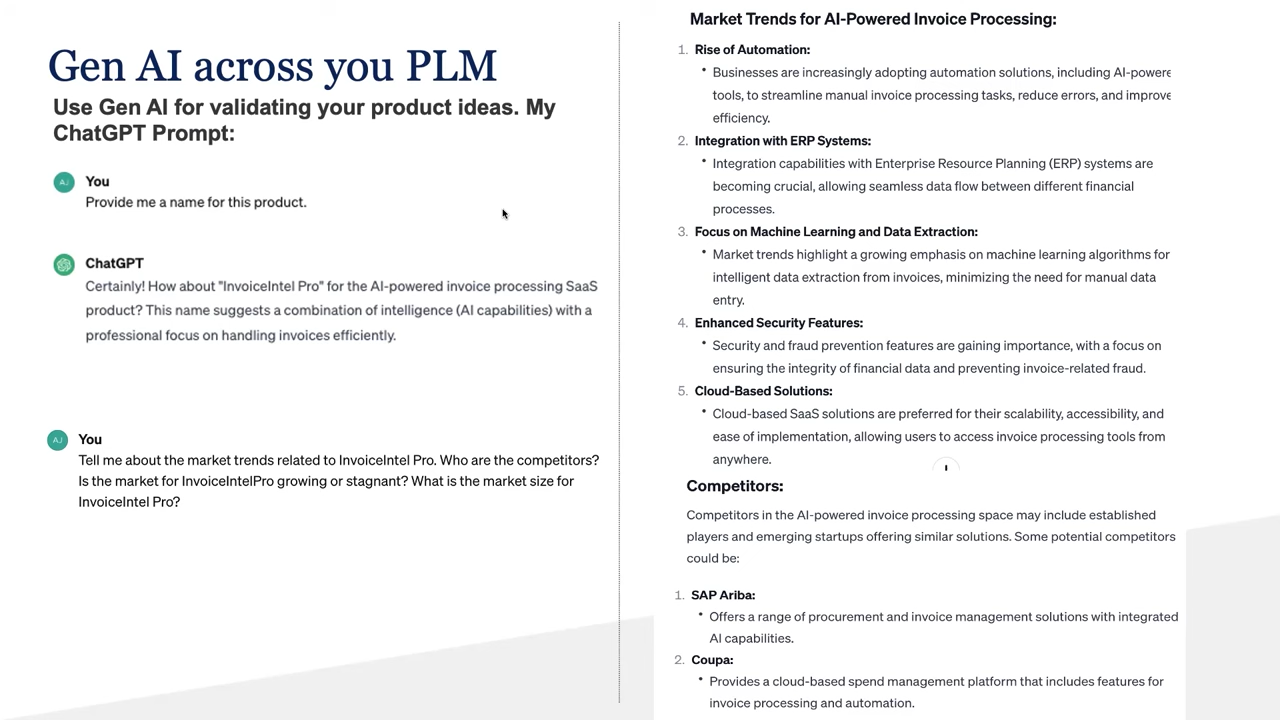 Gen AI across you PLM
Use Gen AI for validating your product ideas. My
ChatGPT Prompt:
AJ
You
Provide me a name for this product.
ChatGPT
Certainly! How about "InvoiceIntel Pro" for the AI-powered invoice processing SaaS
product? This name suggests a combination of intelligence (AI capabilities) with a
professional focus on handling invoices efficiently.
AJ
You
Tell me about the market trends related to InvoiceIntel Pro. Who are the competitors?
Is the market for InvoiceIntelPro growing or stagnant? What is the market size for
InvoiceIntel Pro?
Market Trends for AI-Powered Invoice Processing:
1. Rise of Automation:
• Businesses are increasingly adopting automation solutions, including AI-powere
tools, to streamline manual invoice processing tasks, reduce errors, and improve
efficiency.
2. Integration with ERP Systems:
• Integration capabilities with Enterprise Resource Planning (ERP) systems are
becoming crucial, allowing seamless data flow between different financial
processes.
3. Focus on Machine Learning and Data Extraction:
• Market trends highlight a growing emphasis on machine learning algorithms for
intelligent data extraction from invoices, minimizing the need for manual data
entry.
4. Enhanced Security Features:
• Security and fraud prevention features are gaining importance, with a focus on
ensuring the integrity of financial data and preventing invoice-related fraud.
5. Cloud-Based Solutions:
• Cloud-based SaaS solutions are preferred for their scalability, accessibility, and
ease of implementation, allowing users to access invoice processing tools from
anywhere.
Competitors:
Competitors in the AI-powered invoice processing space may include established
players and emerging startups offering similar solutions. Some potential competitors
could be:
1. SAP Ariba:
• Offers a range of procurement and invoice management solutions with integrated
AI capabilities.
2. Coupa:
• Provides a cloud-based spend management platform that includes features for
invoice processing and automation.